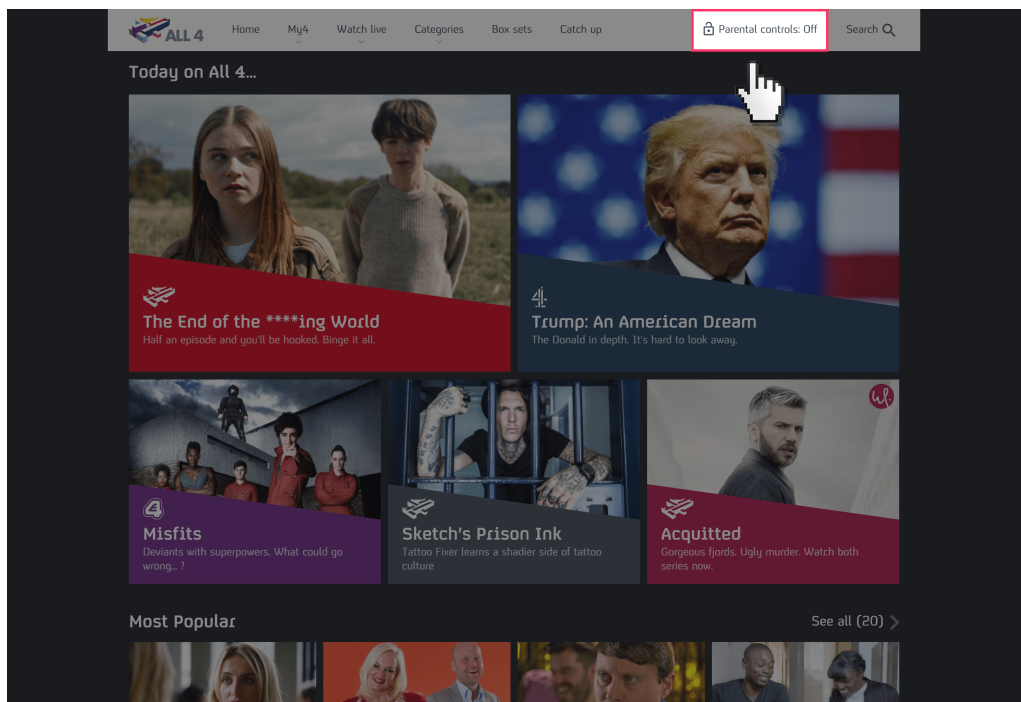 ALL 4
Home
My4
Watch live
Categories
Box sets
Catch up
Parental controls: Off
Search
Today on All 4...
4
The End of the ****ing World
Half an episode and you'll be hooked. Binge it all.
Trump: An American Dream
The Donald in depth. It's hard to look away.
W.
4
Misfits
Deviants with superpowers. What could go
wrong... ?
Sketch's Prison Ink
Tattoo Fixer learns a shadier side of tattoo
culture
Acquitted
Gorgeous fjords. Ugly murder. Watch both
series now.
Most Popular
See all (20)